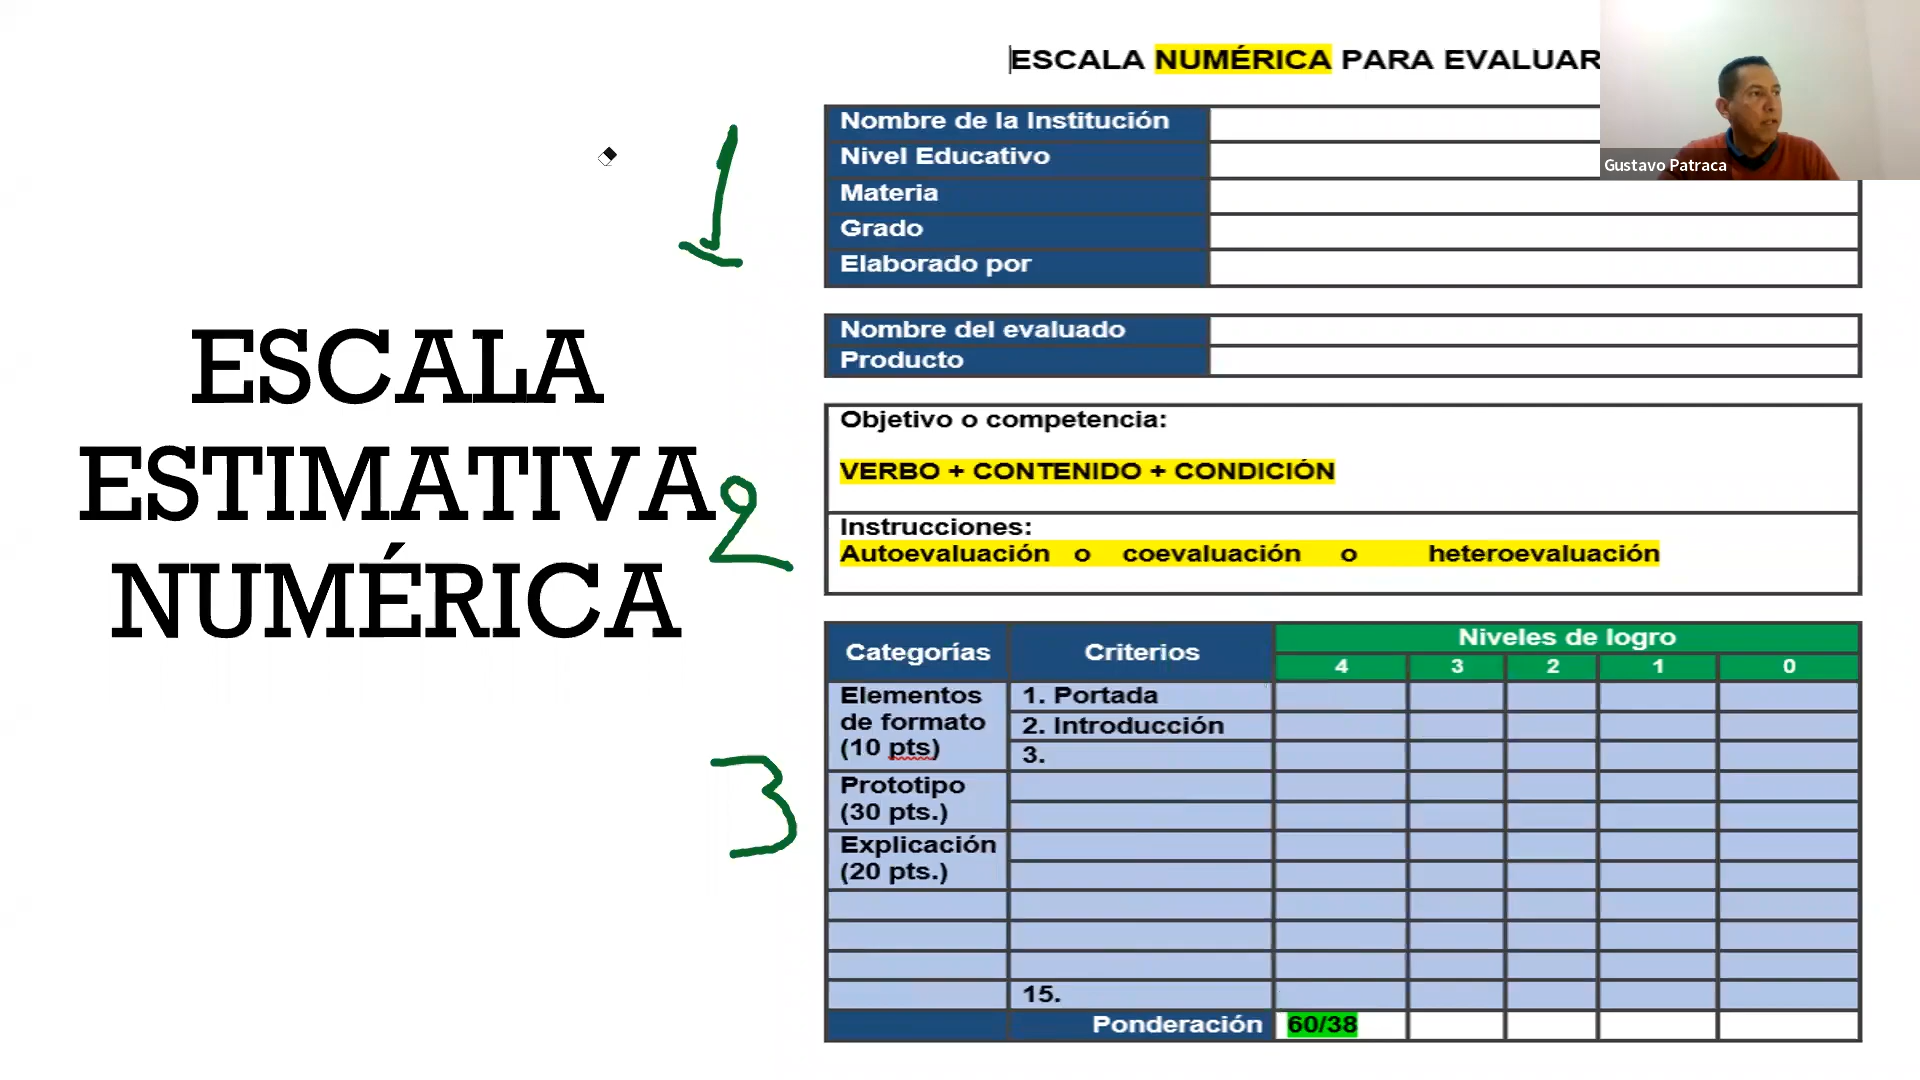 ESCALA
ESTIMATIVA
NUMÉRICA
1
2
3
ESCALA NUMÉRICA PARA EVALUAR
Nombre de la Institución
Nivel Educativo
Materia
Grado
Elaborado por
Nombre del evaluado
Producto
Objetivo o competencia:
VERBO + CONTENIDO + CONDICIÓN
Instrucciones:
Autoevaluación o coevaluación o heteroevaluación
Categorías Criterios Niveles de logro
4 3 2 1 0
Elementos
de formato
(10 pts)
1. Portada
2. Introducción
3.
Prototipo
(30 pts.)
Explicación
(20 pts.)
15.
Ponderación 60/38
Gustavo Patraca